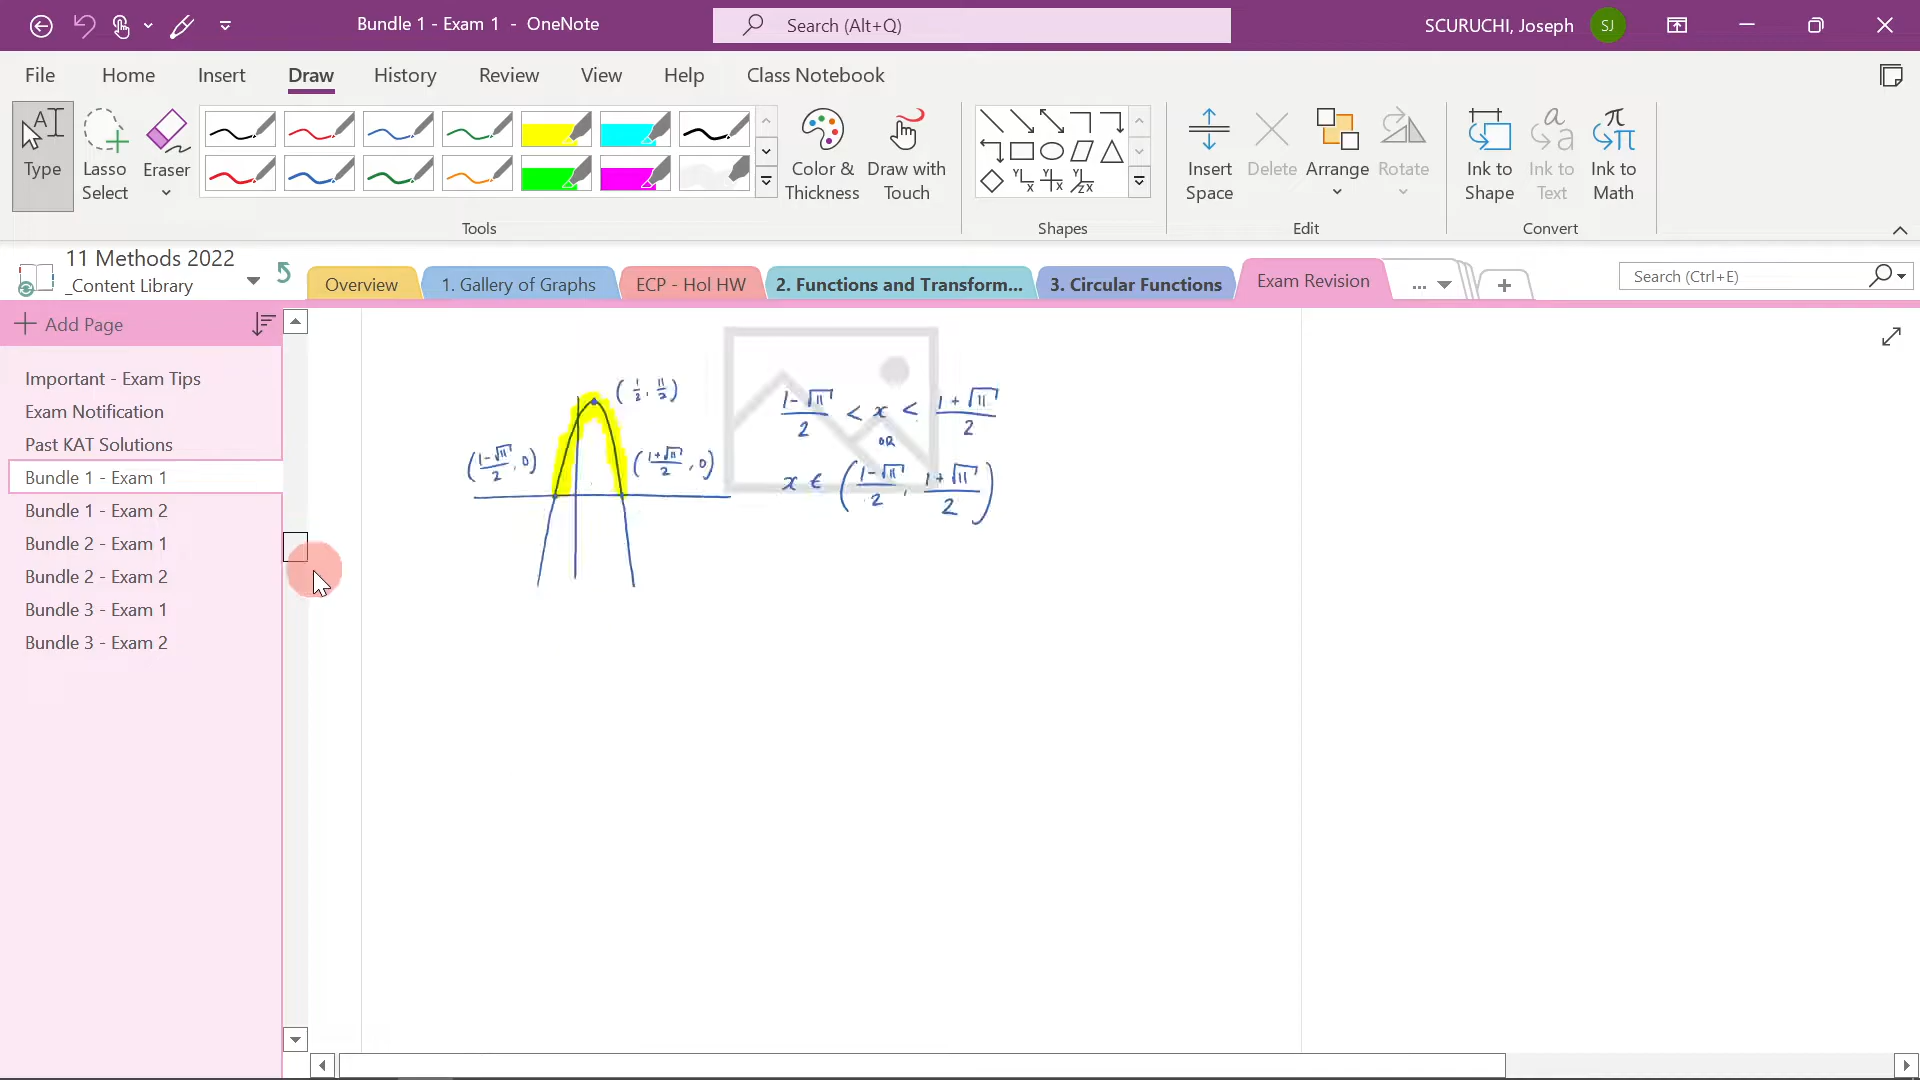 Bundle 1 - Exam 1 - OneNote
Search (Alt+Q)
SCURUCHI, Joseph
SJ
File Home Insert Draw History Review View Help Class Notebook
Type
Lasso Select
Eraser
Color & Thickness
Draw with Touch
Insert Space
Delete
Arrange
Rotate
Ink to Shape
Ink to Text
Ink to Math
Tools
Shapes
Edit
Convert
11 Methods 2022
_Content Library
Overview
1. Gallery of Graphs
ECP - Hol HW
2. Functions and Transform...
3. Circular Functions
Exam Revision
...
Search (Ctrl+E)
Add Page
Important - Exam Tips
Exam Notification
Past KAT Solutions
Bundle 1 - Exam 1
Bundle 1 - Exam 2
Bundle 2 - Exam 1
Bundle 2 - Exam 2
Bundle 3 - Exam 1
Bundle 3 - Exam 2
(1/2, 11/2)
((1-√11)/2, 0)
((1+√11)/2, 0)
(1-√11)/2 < x < (1+√11)/2
OR
x ∈ ((1-√11)/2, (1+√11)/2)